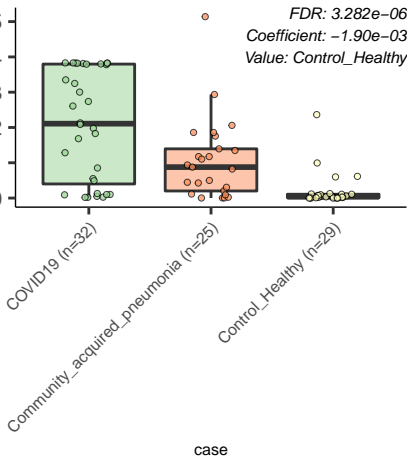 FDR: 3.282e−06
Coefficient: −1.90e−03
Value: Control_Healthy
COVID19 (n=32)
Community_acquired_pneumonia (n=25)
Control_Healthy (n=29)
case